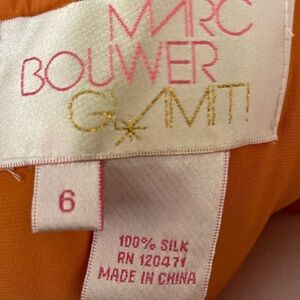 MARC
BOUWER
GLAMIT!
6
100% SILK
RN 120471
MADE IN CHINA